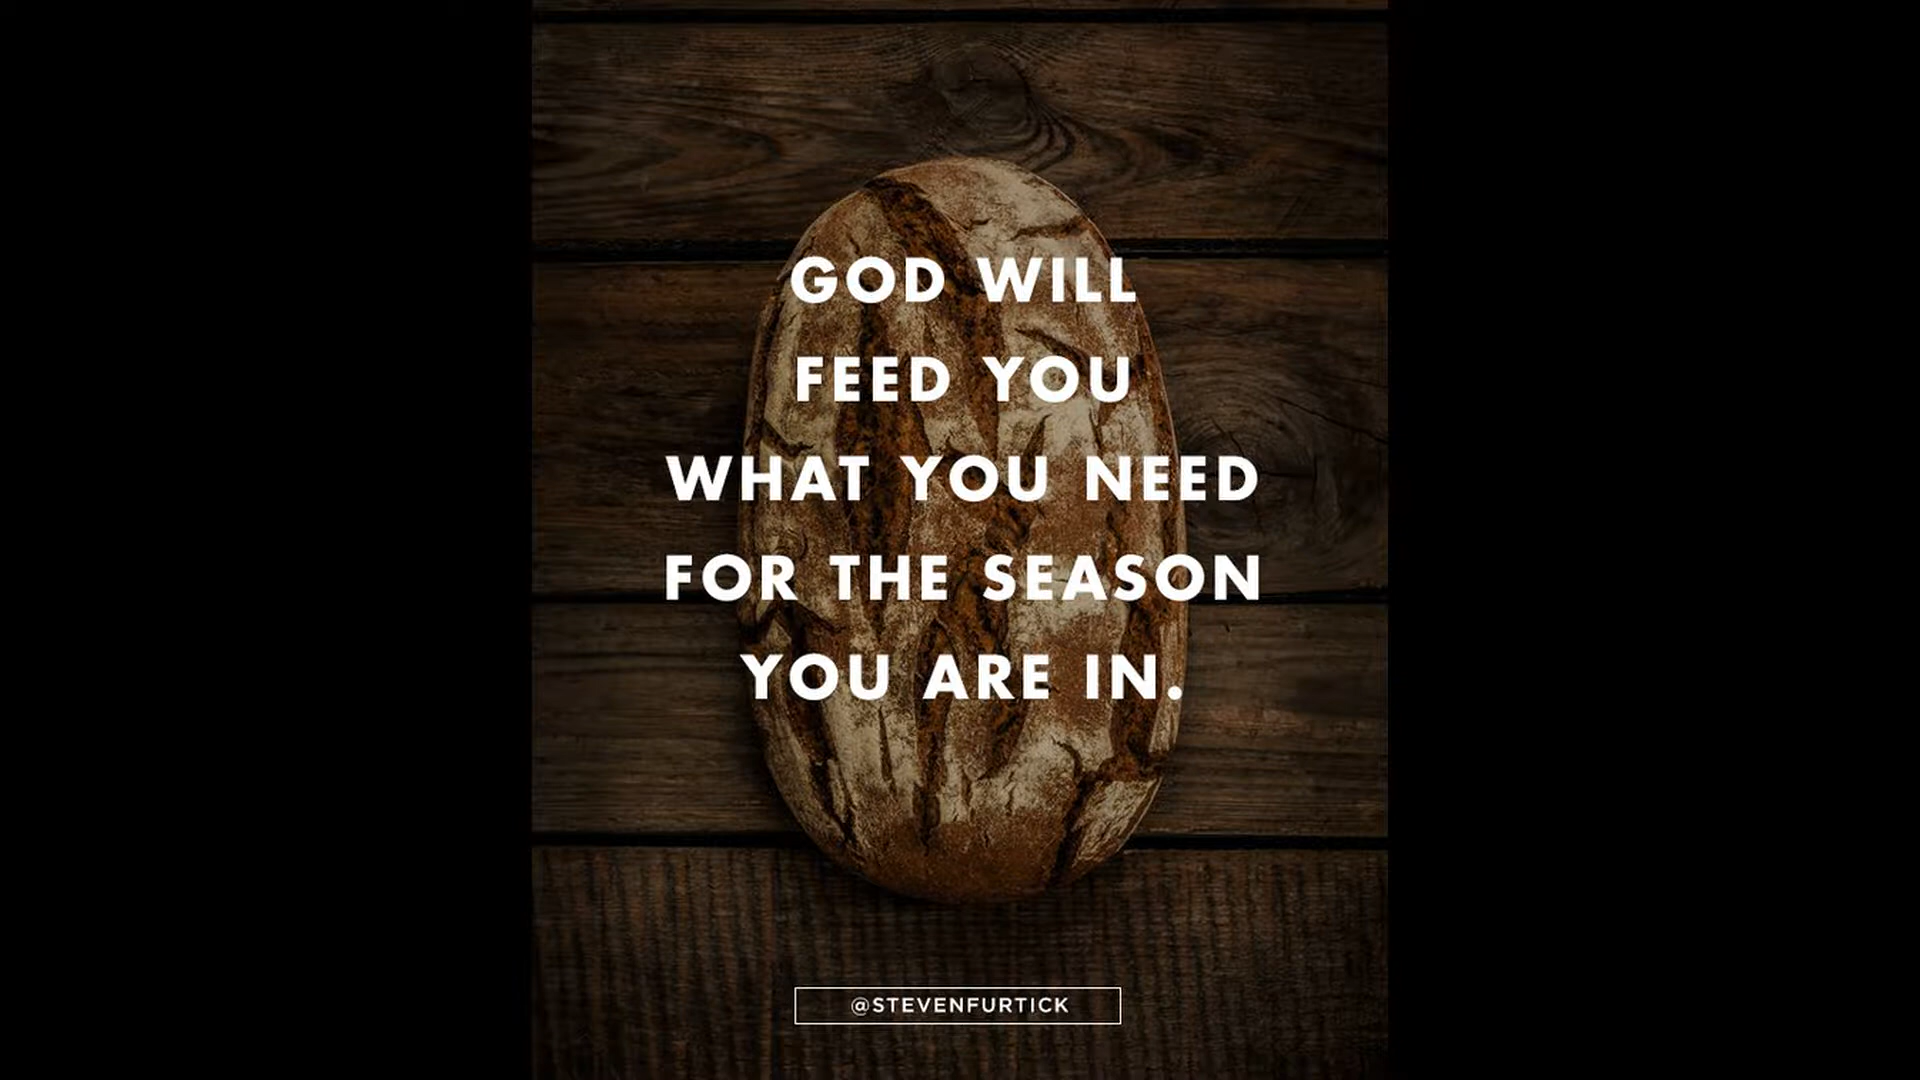 GOD WILL
FEED YOU
WHAT YOU NEED
FOR THE SEASON
YOU ARE IN.
@STEVENFURTICK